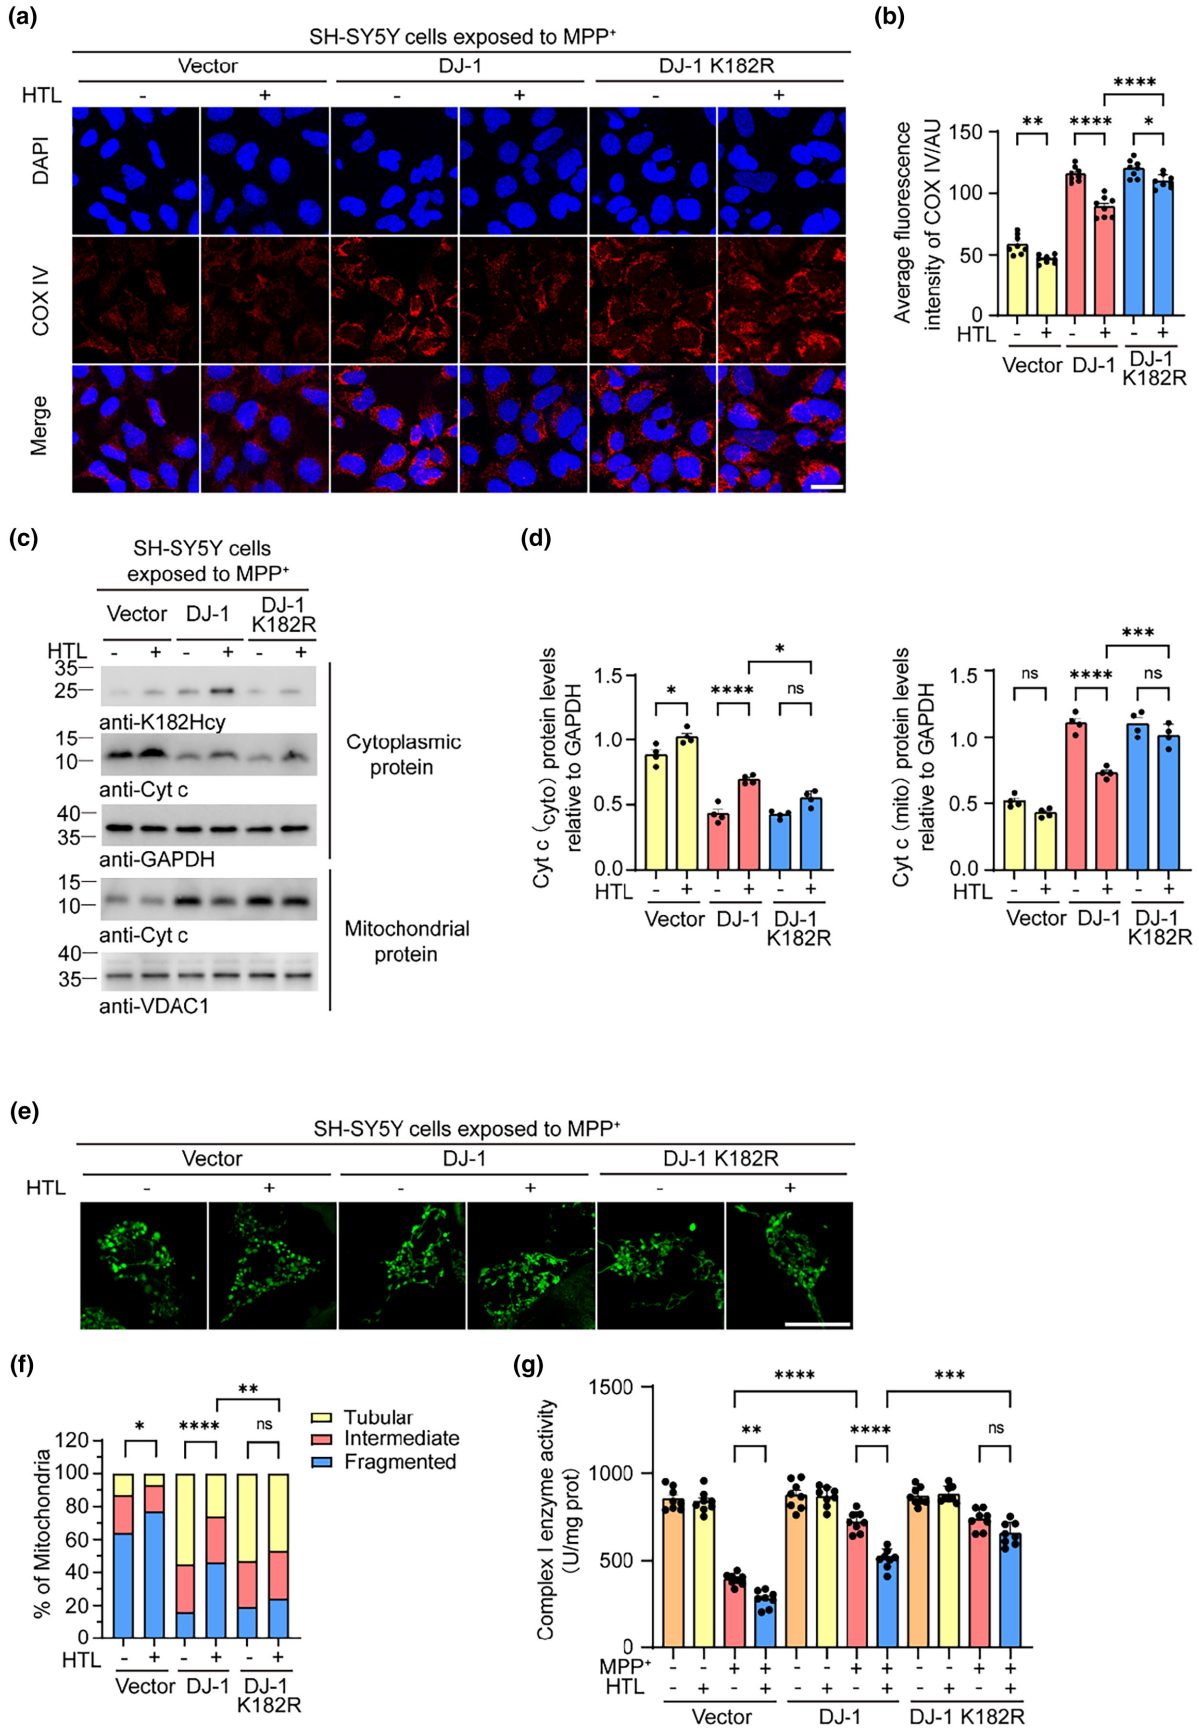 (a)
SH-SY5Y cells exposed to MPP⁺
Vector DJ-1 DJ-1 K182R
HTL - + - + - +
DAPI
COX IV
Merge
(b)
Average fluorescence
intensity of COX IV/AU
150
100
50
0
** **** * ****
HTL - + - + - +
Vector DJ-1 DJ-1
K182R
(c)
SH-SY5Y cells
exposed to MPP⁺
Vector DJ-1 DJ-1
K182R
HTL - + - + - +
35
25
anti-K182Hcy
15
10
anti-Cyt c
40
35
anti-GAPDH
Cytoplasmic
protein
15
10
anti-Cyt c
40
35
anti-VDAC1
Mitochondrial
protein
(d)
Cyt c (cyto) protein levels
relative to GAPDH
1.5
1.0
0.5
0.0
* **** ns *
HTL - + - + - +
Vector DJ-1 DJ-1
K182R
Cyt c (mito) protein levels
relative to GAPDH
1.5
1.0
0.5
0.0
ns **** ns ***
HTL - + - + - +
Vector DJ-1 DJ-1
K182R
(e)
SH-SY5Y cells exposed to MPP⁺
Vector DJ-1 DJ-1 K182R
HTL - + - + - +
(f)
% of Mitochondria
120
100
80
60
40
20
0
* **** ns **
Tubular
Intermediate
Fragmented
HTL - + - + - +
Vector DJ-1 DJ-1
K182R
(g)
Complex I enzyme activity
(U/mg prot)
1500
1000
500
0
**** ***
** **** ns
MPP⁺ - - + + - - + + - - + +
HTL - + - + - + - + - + - +
Vector DJ-1 DJ-1 K182R